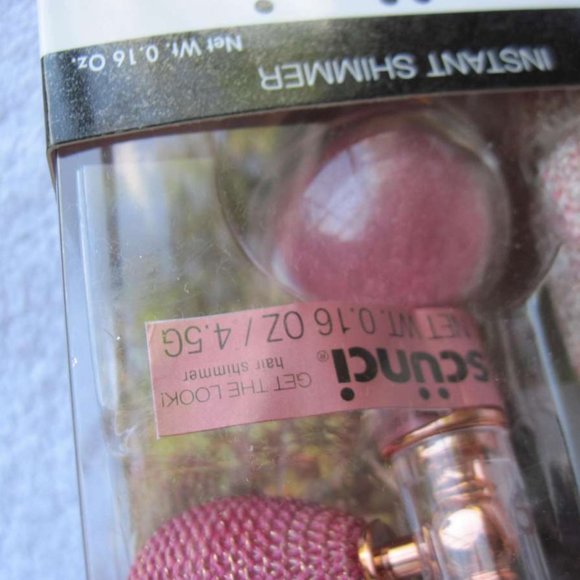 INSTANT SHIMMER
Net Wt. 0.16 Oz.
scünci®
GET THE LOOK!
hair shimmer
NET WT. 0.16 OZ / 4.5G